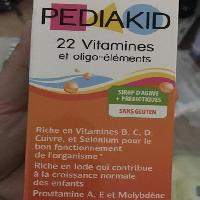 PEDIAKID
22 Vitamines
et oligo-éléments
SIROP D'AGAVE
+ PRÉBIOTIQUES
SANS GLUTEN
Riche en Vitamines B, C, D,
Cuivre, et Selenium pour le
bon fonctionnement
de l'organisme
Riche en Iode qui contribue
à la croissance normale
des enfants
Provitamine A, E et Molybdène